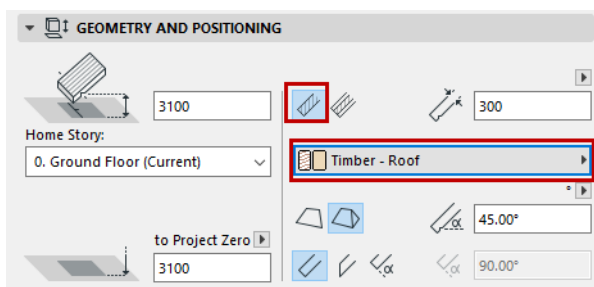 GEOMETRY AND POSITIONING
3100
300
Home Story:
0. Ground Floor (Current)
Timber - Roof
°
α
45.00°
to Project Zero
3100
α
α
90.00°